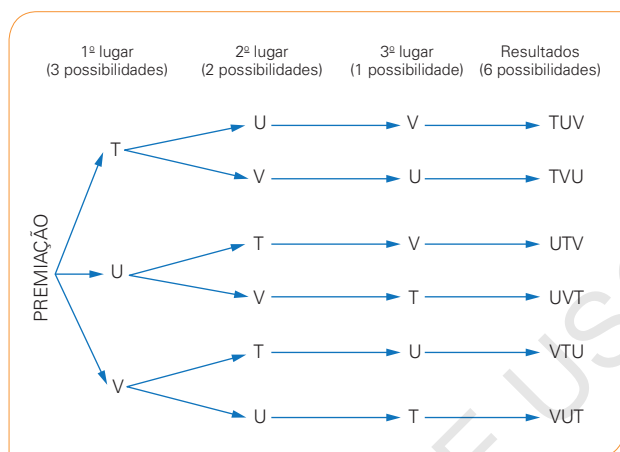 1º lugar
(3 possibilidades)
2º lugar
(2 possibilidades)
3º lugar
(1 possibilidade)
Resultados
(6 possibilidades)
PREMIAÇÃO
T
U
V
TUV
V
U
TVU
U
T
V
UTV
V
T
UVT
V
T
U
VTU
U
T
VUT
E US